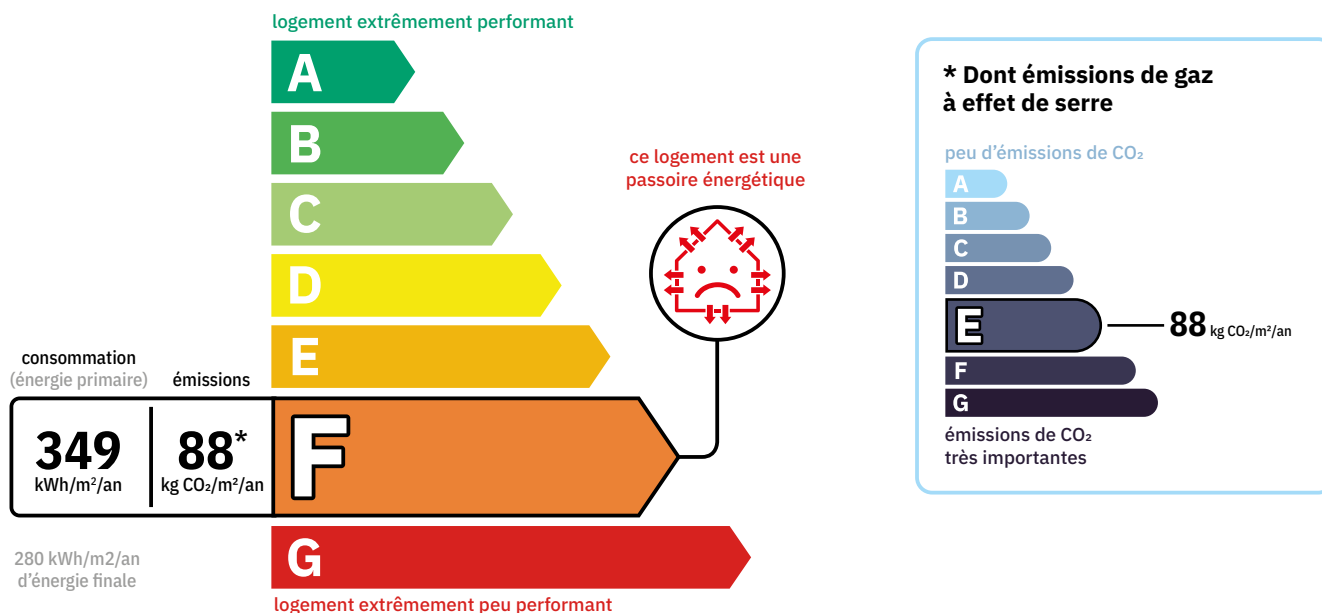 logement extrêmement performant
A
B
C
D
E
F
G
logement extrêmement peu performant
consommation
(énergie primaire)
émissions
349
kWh/m²/an
88*
kg CO₂/m²/an
280 kWh/m2/an
d'énergie finale
ce logement est une
passoire énergétique
* Dont émissions de gaz
à effet de serre
peu d'émissions de CO₂
A
B
C
D
E
88 kg CO₂/m²/an
F
G
émissions de CO₂
très importantes